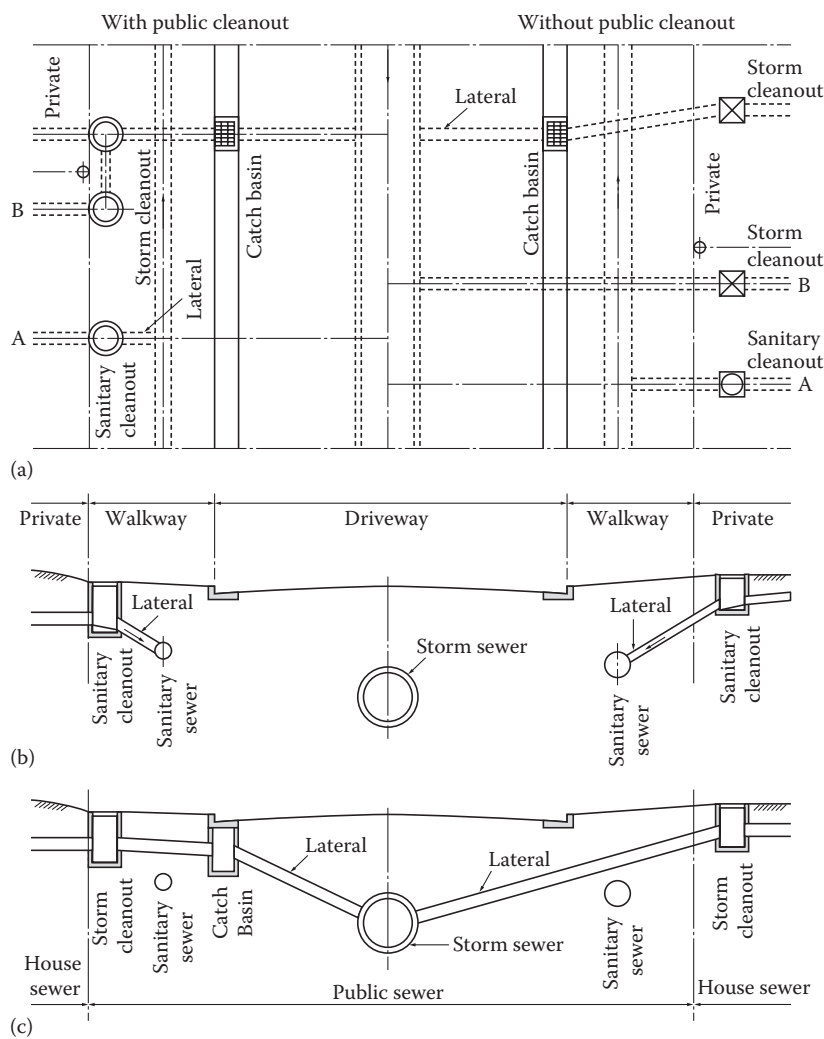 With public cleanout
Without public cleanout
Private
Storm
cleanout
Lateral
Catch basin
Catch basin
Private
B
Storm cleanout
Lateral
Storm
cleanout
B
A
Sanitary
cleanout
Sanitary
cleanout
A
(a)
Private
Walkway
Driveway
Walkway
Private
Lateral
Lateral
Storm sewer
Sanitary
cleanout
Sanitary
sewer
Sanitary
sewer
Sanitary
cleanout
(b)
Lateral
Lateral
Storm
cleanout
Sanitary
sewer
Catch
Basin
Storm sewer
Sanitary
sewer
Storm
cleanout
House
sewer
Public sewer
House sewer
(c)